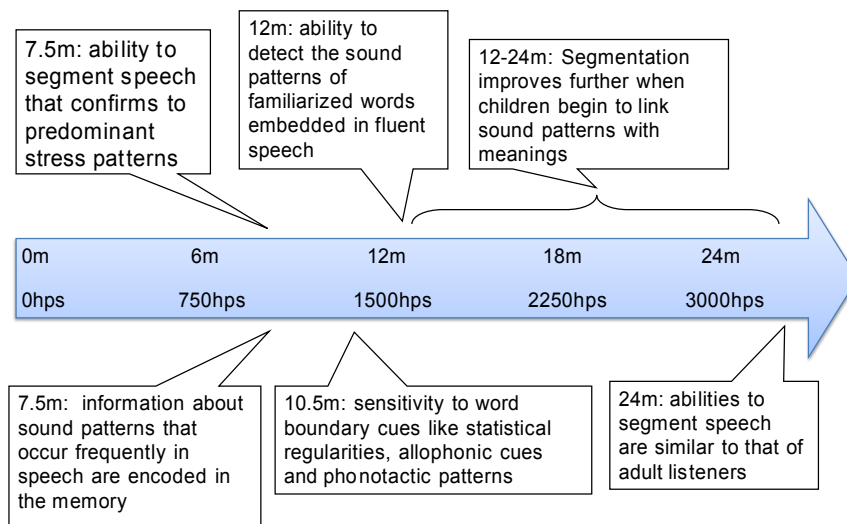 7.5m: ability to
segment speech
that confirms to
predominant
stress patterns
12m: ability to
detect the sound
patterns of
familiarized words
embedded in fluent
speech
12-24m: Segmentation
improves further when
children begin to link
sound patterns with
meanings
0m 6m 12m 18m 24m
0hps 750hps 1500hps 2250hps 3000hps
7.5m: information about
sound patterns that
occur frequently in
speech are encoded in
the memory
10.5m: sensitivity to word
boundary cues like statistical
regularities, allophonic cues
and phonotactic patterns
24m: abilities to
segment speech
are similar to that of
adult listeners